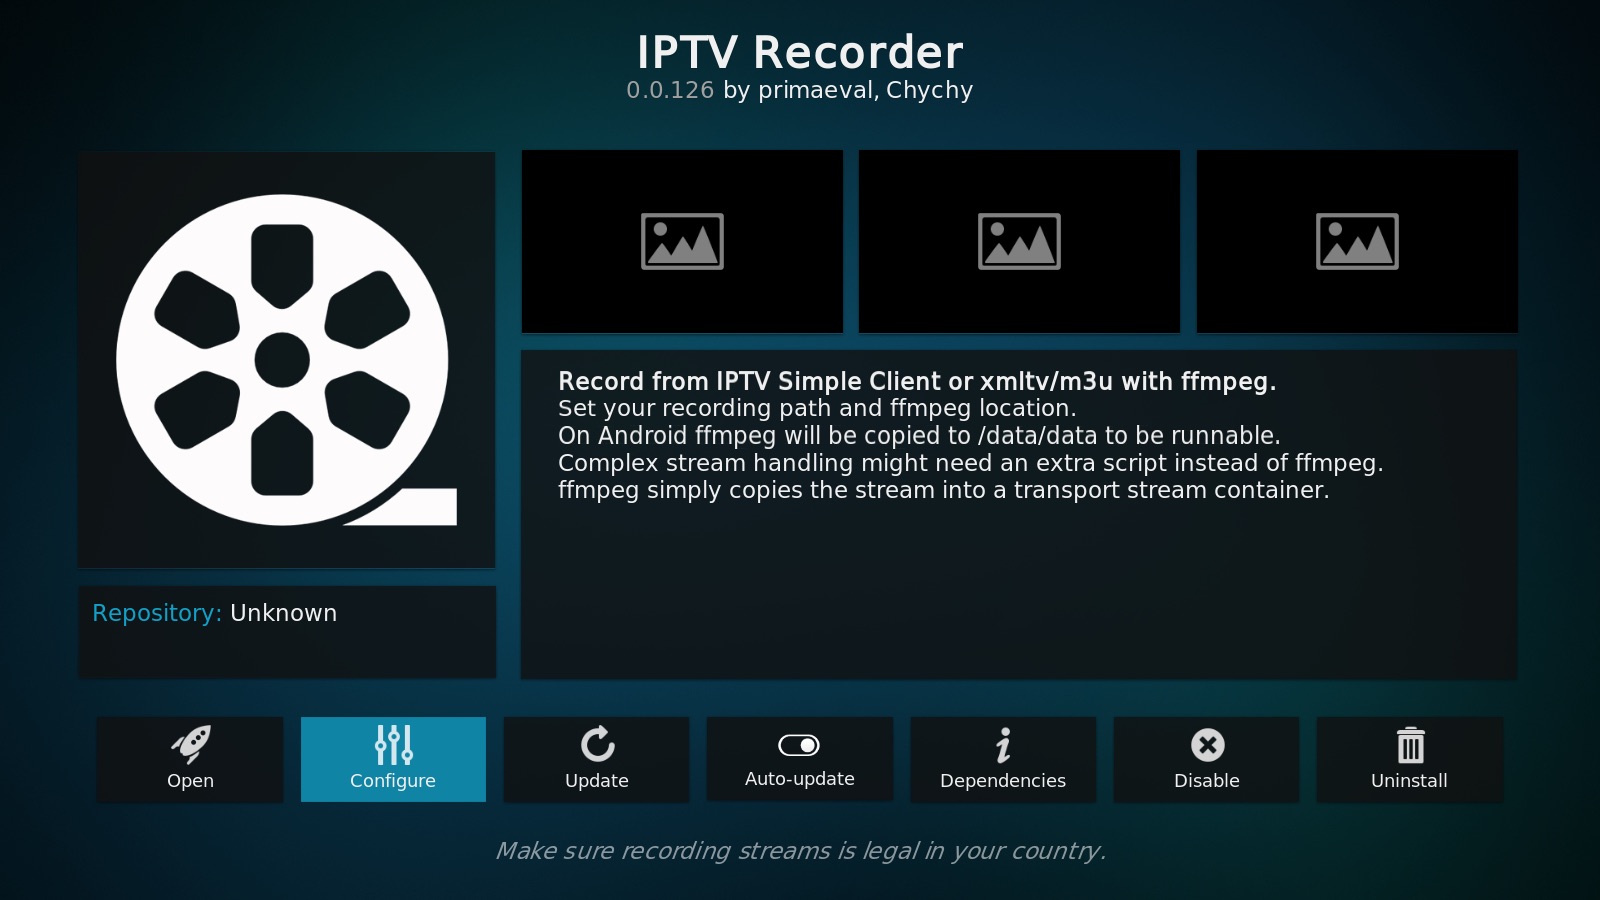 IPTV Recorder
0.0.126 by primaeval, Chychy
Record from IPTV Simple Client or xmltv/m3u with ffmpeg.
Set your recording path and ffmpeg location.
On Android ffmpeg will be copied to /data/data to be runnable.
Complex stream handling might need an extra script instead of ffmpeg.
ffmpeg simply copies the stream into a transport stream container.
Repository: Unknown
Open
Configure
Update
Auto-update
Dependencies
Disable
Uninstall
Make sure recording streams is legal in your country.